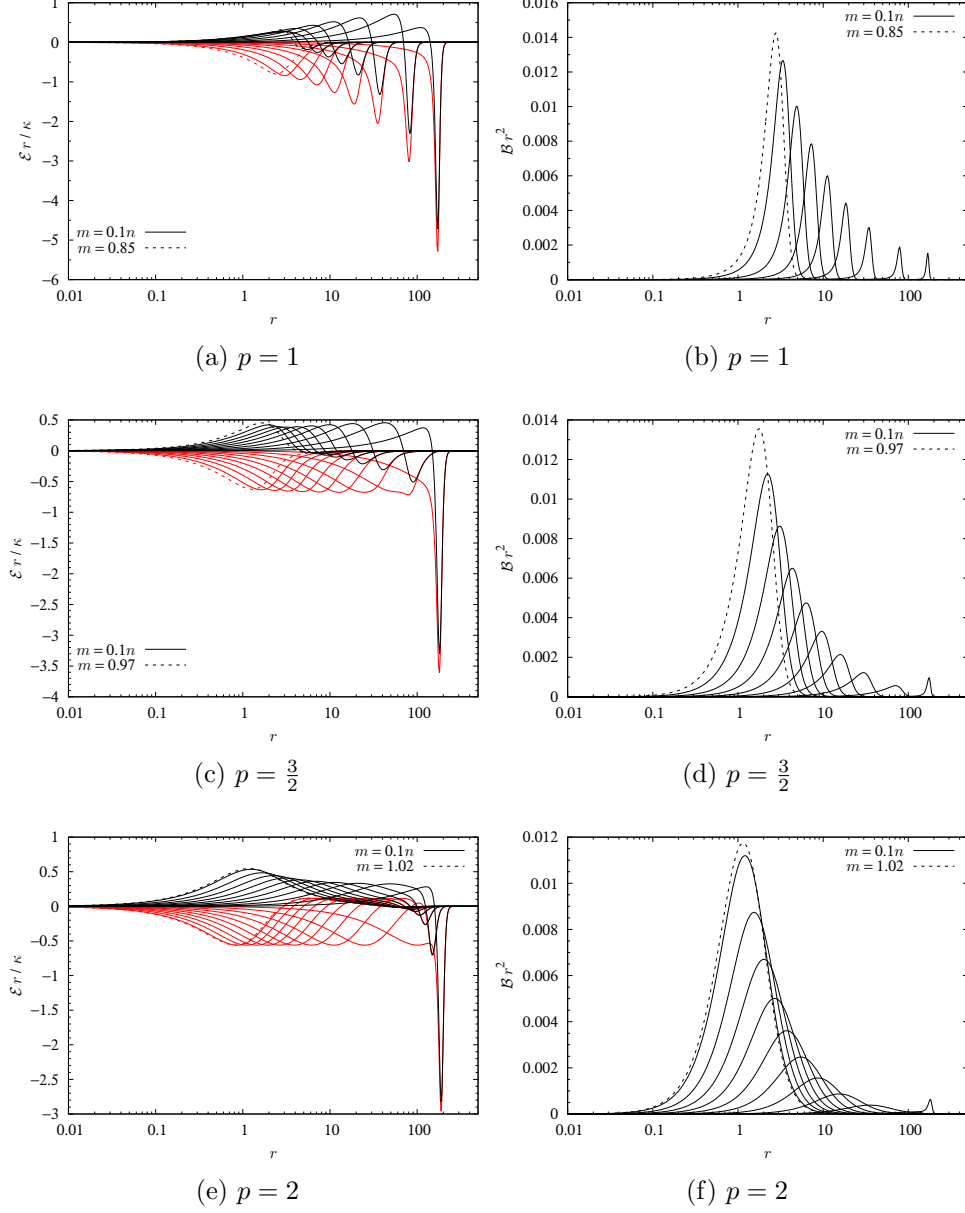 1
0
−1
−2
−3
−4
−5
−6
0.01
0.1
1
10
100
ℰ r / κ
r
m = 0.1n
m = 0.85
(a) p = 1
0.016
0.014
0.012
0.01
0.008
0.006
0.004
0.002
0
0.01
0.1
1
10
100
ℬ r²
r
m = 0.1n
m = 0.85
(b) p = 1
0.5
0
−0.5
−1
−1.5
−2
−2.5
−3
−3.5
−4
0.01
0.1
1
10
100
ℰ r / κ
r
m = 0.1n
m = 0.97
(c) p = 3/2
0.014
0.012
0.01
0.008
0.006
0.004
0.002
0
0.01
0.1
1
10
100
ℬ r²
r
m = 0.1n
m = 0.97
(d) p = 3/2
1
0.5
0
−0.5
−1
−1.5
−2
−2.5
−3
0.01
0.1
1
10
100
ℰ r / κ
r
m = 0.1n
m = 1.02
(e) p = 2
0.012
0.01
0.008
0.006
0.004
0.002
0
0.01
0.1
1
10
100
ℬ r²
r
m = 0.1n
m = 1.02
(f) p = 2